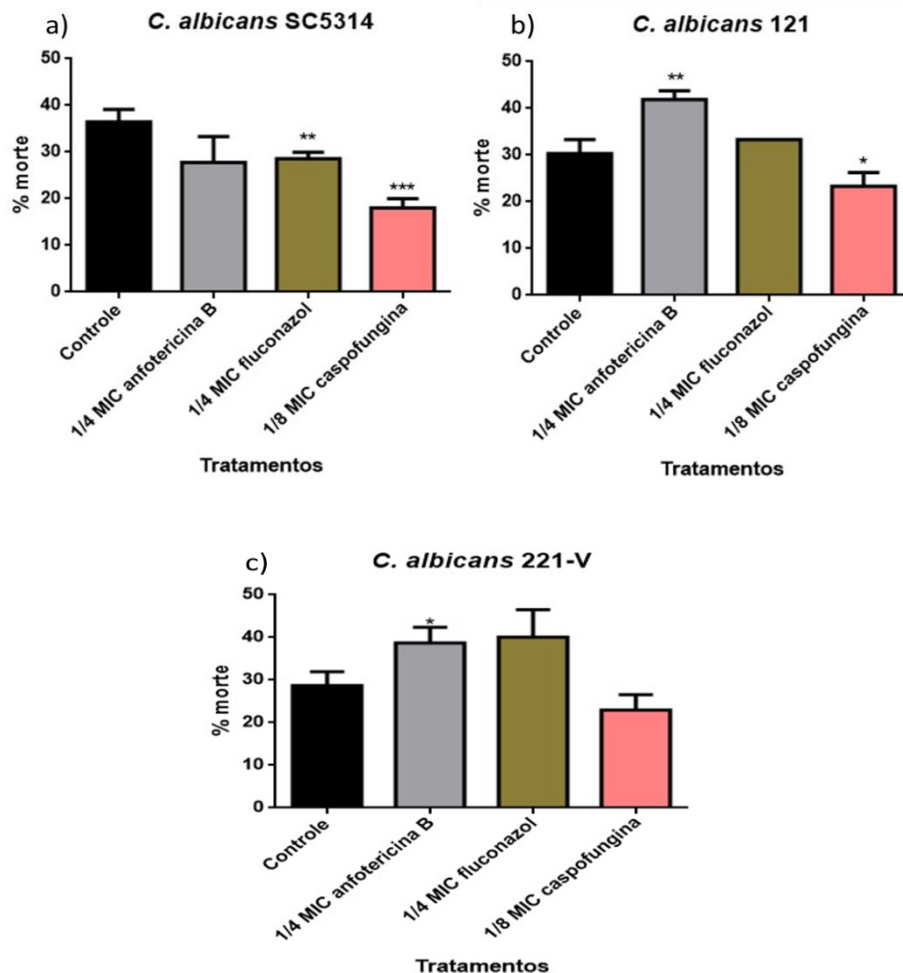 a)
C. albicans SC5314
% morte
50
40
30
20
10
0
**
***
Controle
1/4 MIC anfotericina B
1/4 MIC fluconazol
1/8 MIC caspofungina
Tratamentos
b)
C. albicans 121
% morte
50
40
30
20
10
0
**
*
Controle
1/4 MIC anfotericina B
1/4 MIC fluconazol
1/8 MIC caspofungina
Tratamentos
c)
C. albicans 221-V
% morte
50
40
30
20
10
0
*
Controle
1/4 MIC anfotericina B
1/4 MIC fluconazol
1/8 MIC caspofungina
Tratamentos